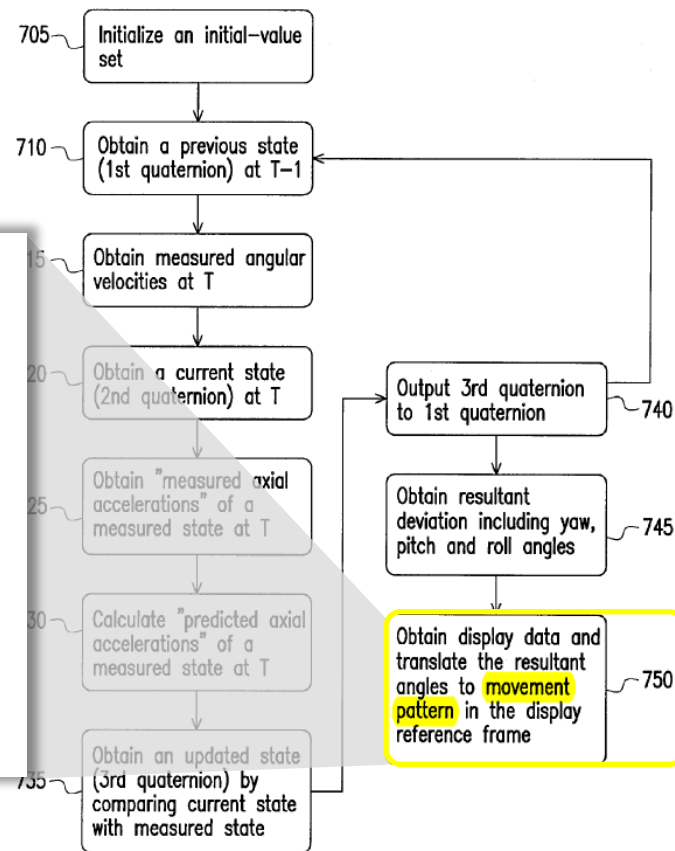 705
Initialize an initial-value
set
710
Obtain a previous state
(1st quaternion) at T-1
15
Obtain measured angular
velocities at T
20
Obtain a current state
(2nd quaternion) at T
25
Obtain "measured axial
accelerations" of a
measured state at T
30
Calculate "predicted axial
accelerations" of a
measured state at T
735
Obtain an updated state
(3rd quaternion) by
comparing current state
with measured state
Output 3rd quaternion
to 1st quaternion
740
Obtain resultant
deviation including yaw,
pitch and roll angles
745
Obtain display data and
translate the resultant
angles to movement
pattern in the display
reference frame
750